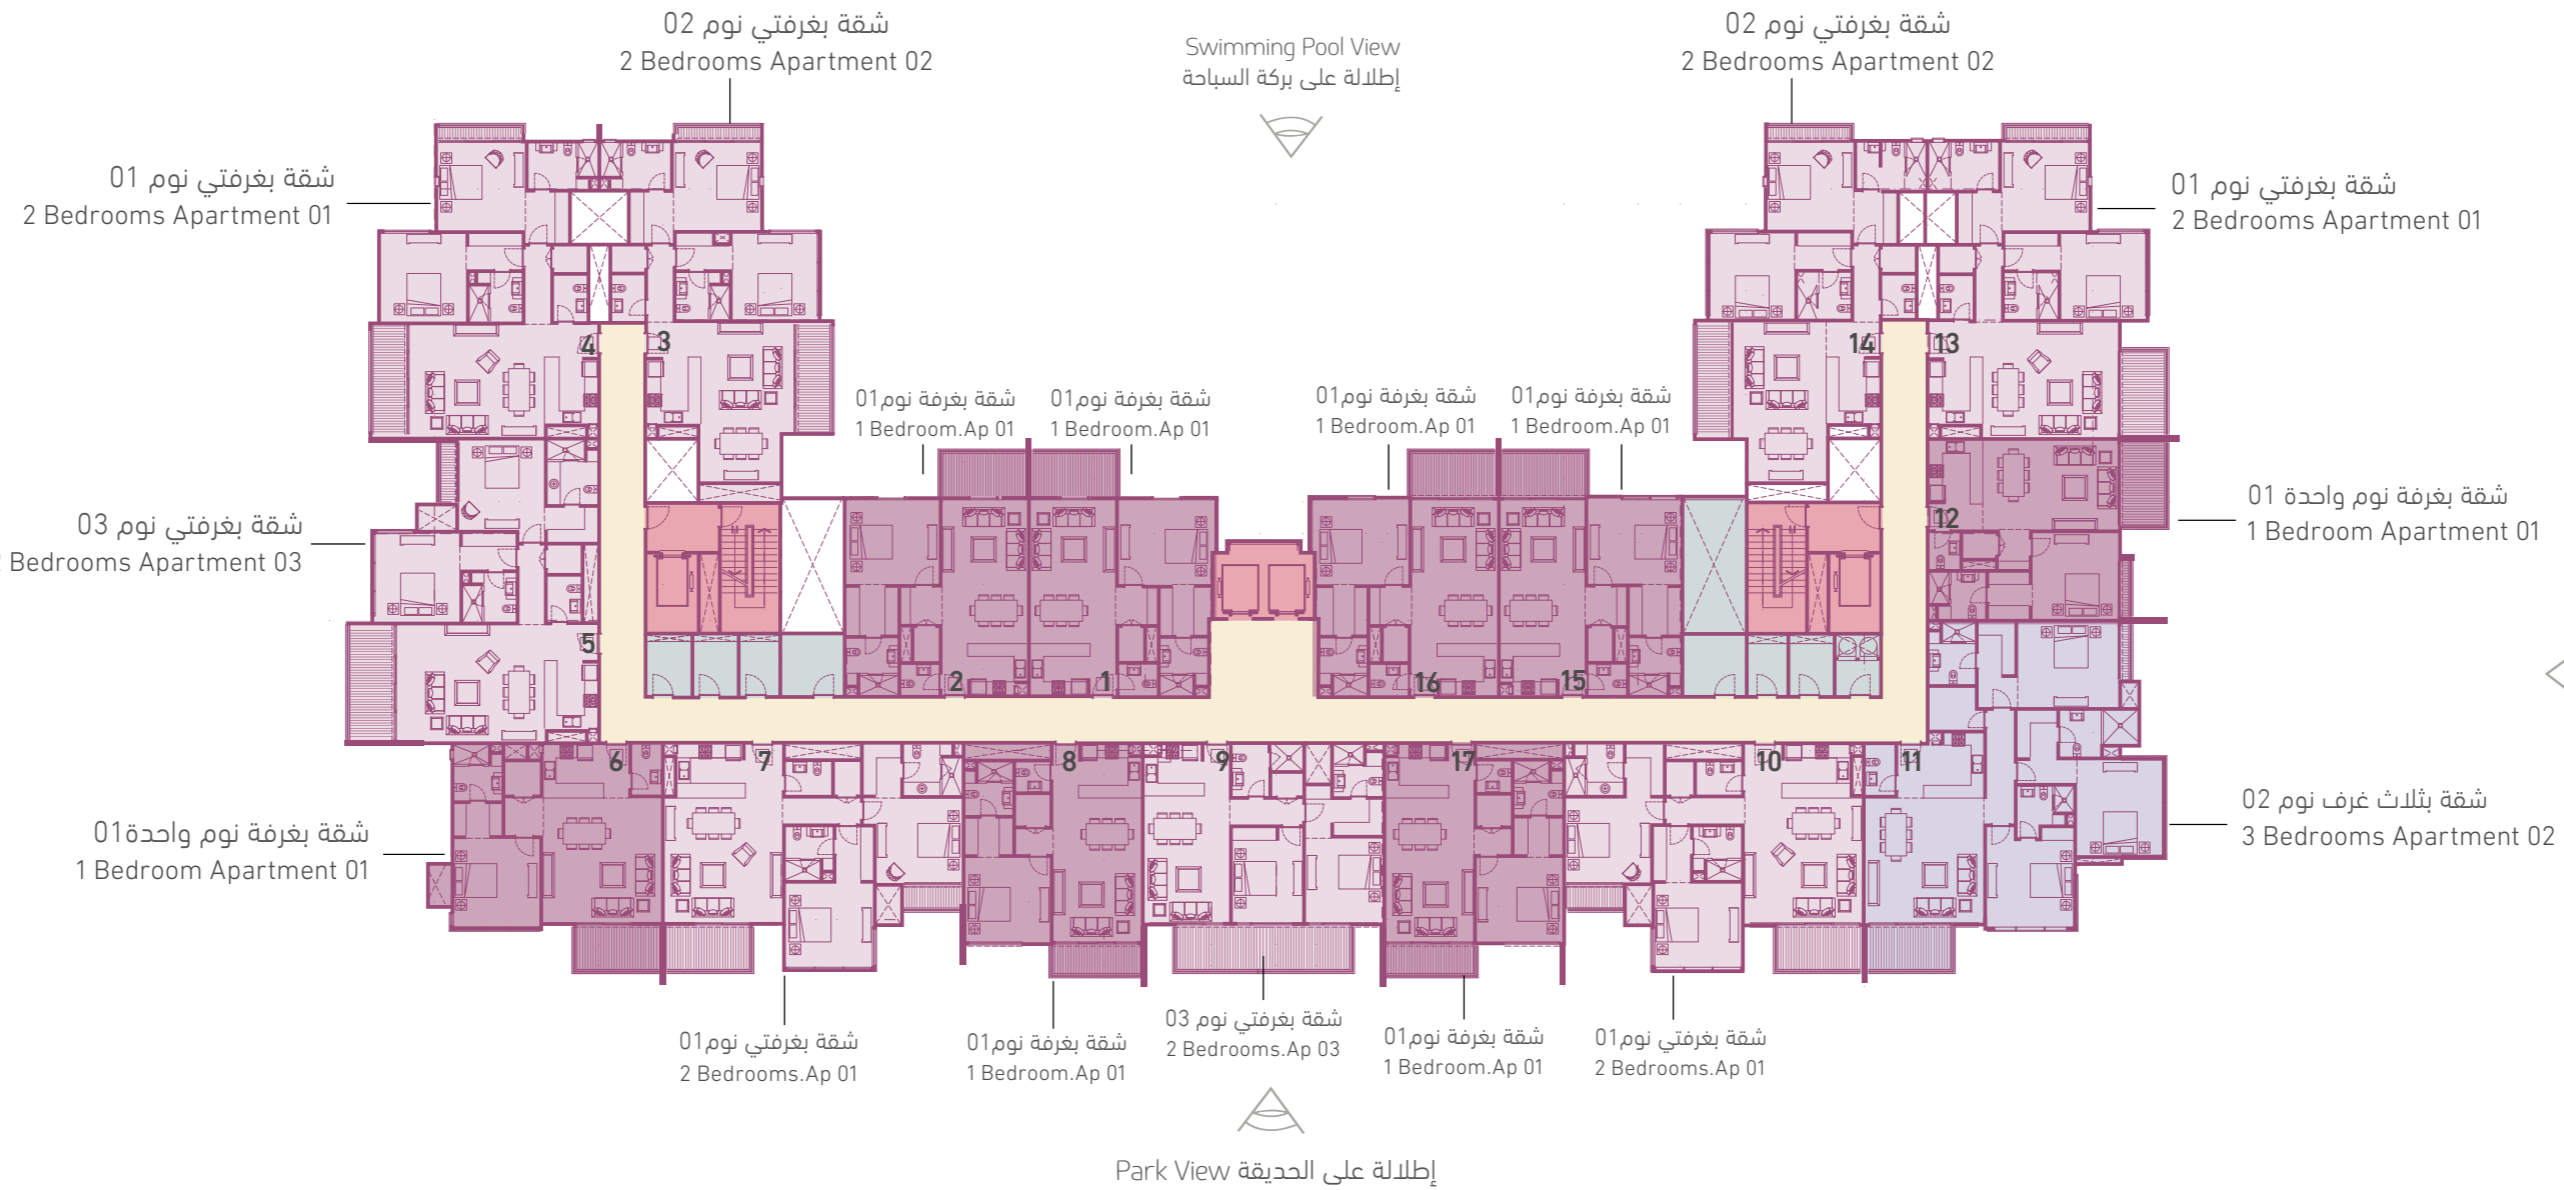 شقة بغرفتي نوم 02
2 Bedrooms Apartment 02
Swimming Pool View
إطلالة على بركة السباحة
شقة بغرفتي نوم 02
2 Bedrooms Apartment 02
شقة بغرفتي نوم 01
2 Bedrooms Apartment 01
شقة بغرفتي نوم 01
2 Bedrooms Apartment 01
4
3
14
13
شقة بغرفة نوم01
1 Bedroom.Ap 01
شقة بغرفة نوم01
1 Bedroom.Ap 01
شقة بغرفة نوم01
1 Bedroom.Ap 01
شقة بغرفة نوم01
1 Bedroom.Ap 01
شقة بغرفتي نوم 03
Bedrooms Apartment 03
شقة بغرفة نوم واحدة 01
1 Bedroom Apartment 01
12
5
2
1
16
15
6
7
8
9
17
10
11
شقة بغرفة نوم واحدة01
1 Bedroom Apartment 01
شقة بثلاث غرف نوم 02
3 Bedrooms Apartment 02
شقة بغرفتي نوم01
2 Bedrooms.Ap 01
شقة بغرفة نوم01
1 Bedroom.Ap 01
شقة بغرفتي نوم 03
2 Bedrooms.Ap 03
شقة بغرفة نوم01
1 Bedroom.Ap 01
شقة بغرفتي نوم01
2 Bedrooms.Ap 01
Park View إطلالة على الحديقة